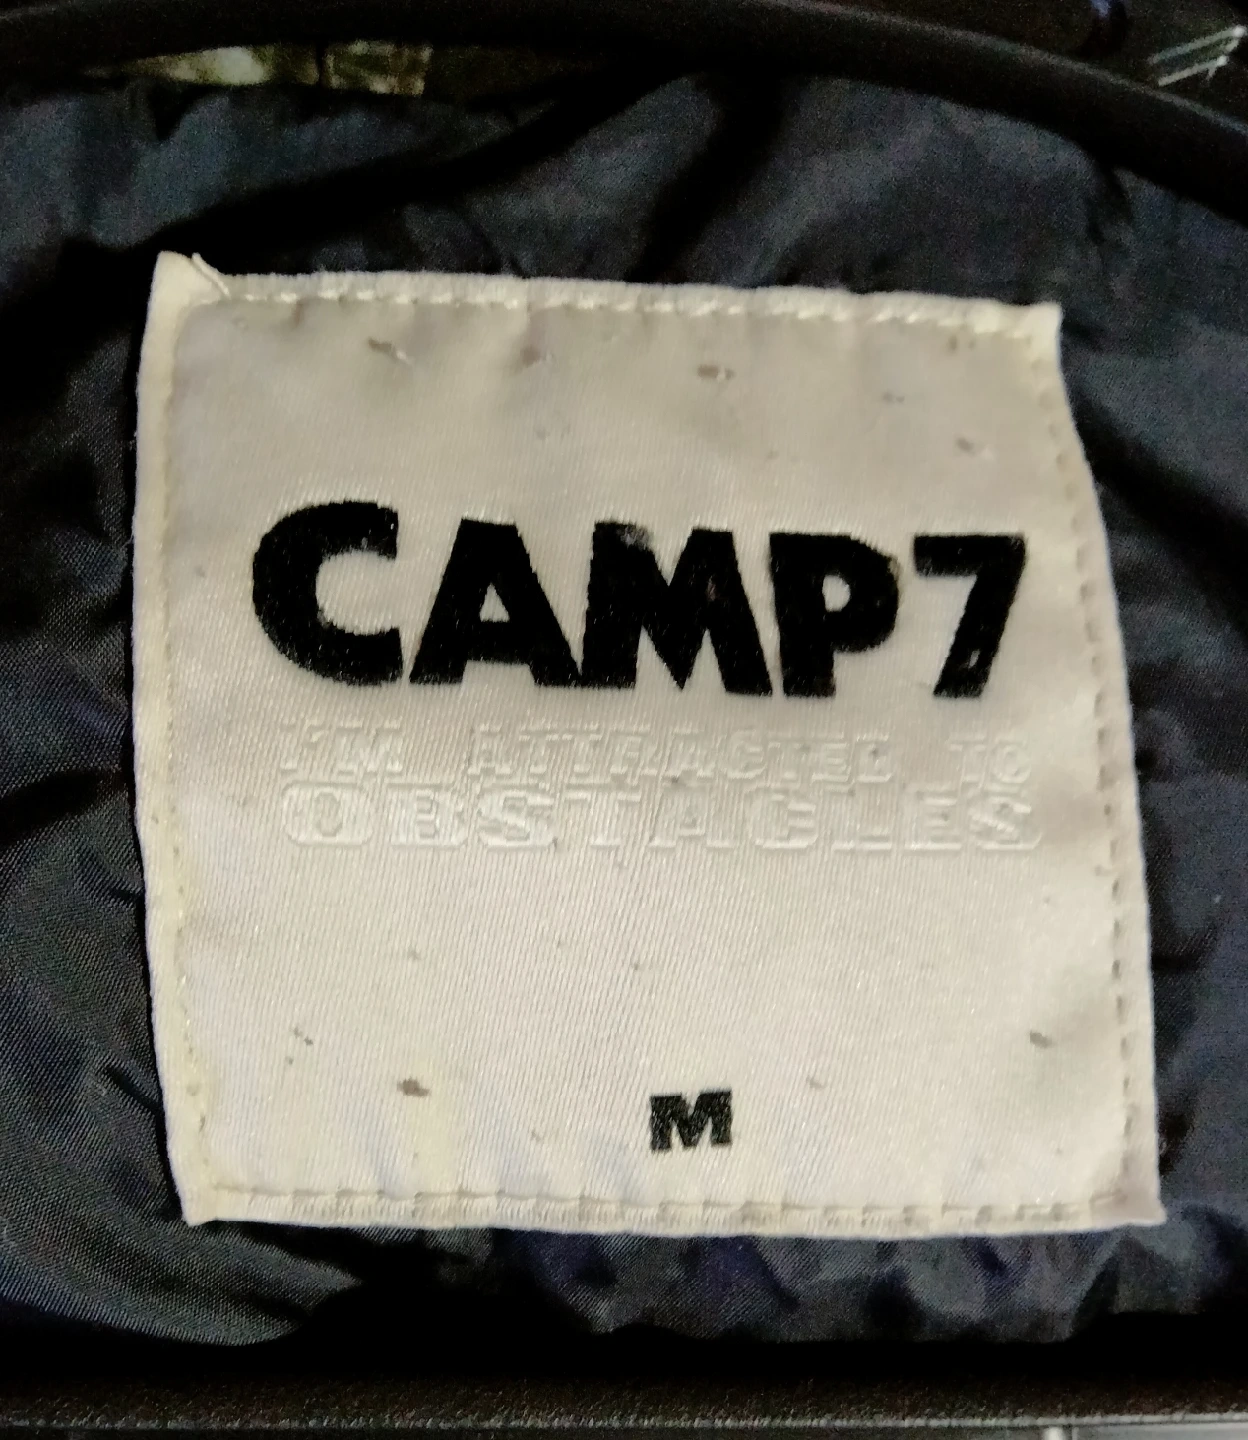 CAMP7
I'M ATTRACTED TO
OBSTACLES
M